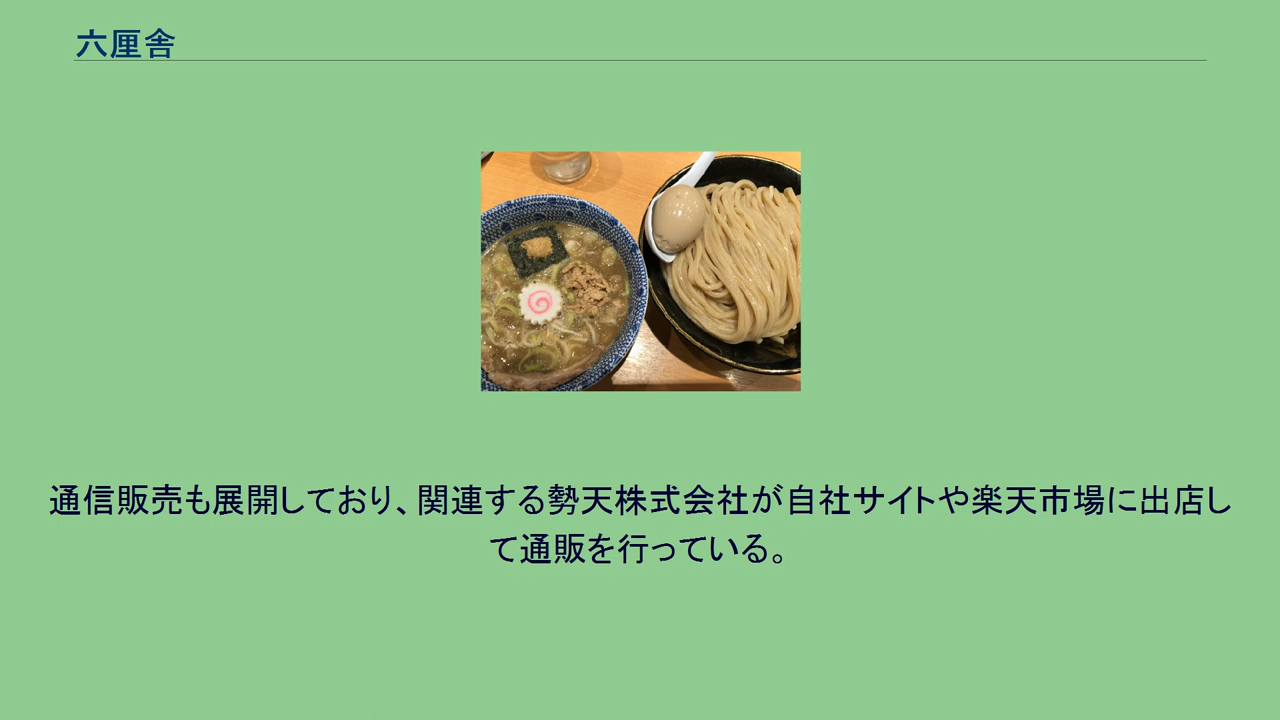 六厘舎
通信販売も展開しており、関連する勢天株式会社が自社サイトや楽天市場に出店し
て通販を行っている。